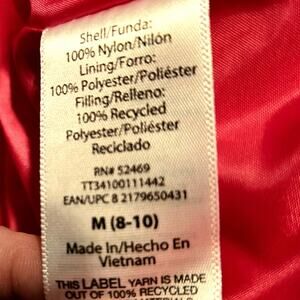 Shell/Funda:
100% Nylon/Nilón
Lining/Forro:
100% Polyester/Poliéster
Filling/Relleno:
100% Recycled
Polyester/Poliéster
Reciclado
RN# 52469
TT34100111442
EAN/UPC 8 2179650431
M (8-10)
Made In/Hecho En
Vietnam
THIS LABEL YARN IS MADE
OUT OF 100% RECYCLED
MATERIALS